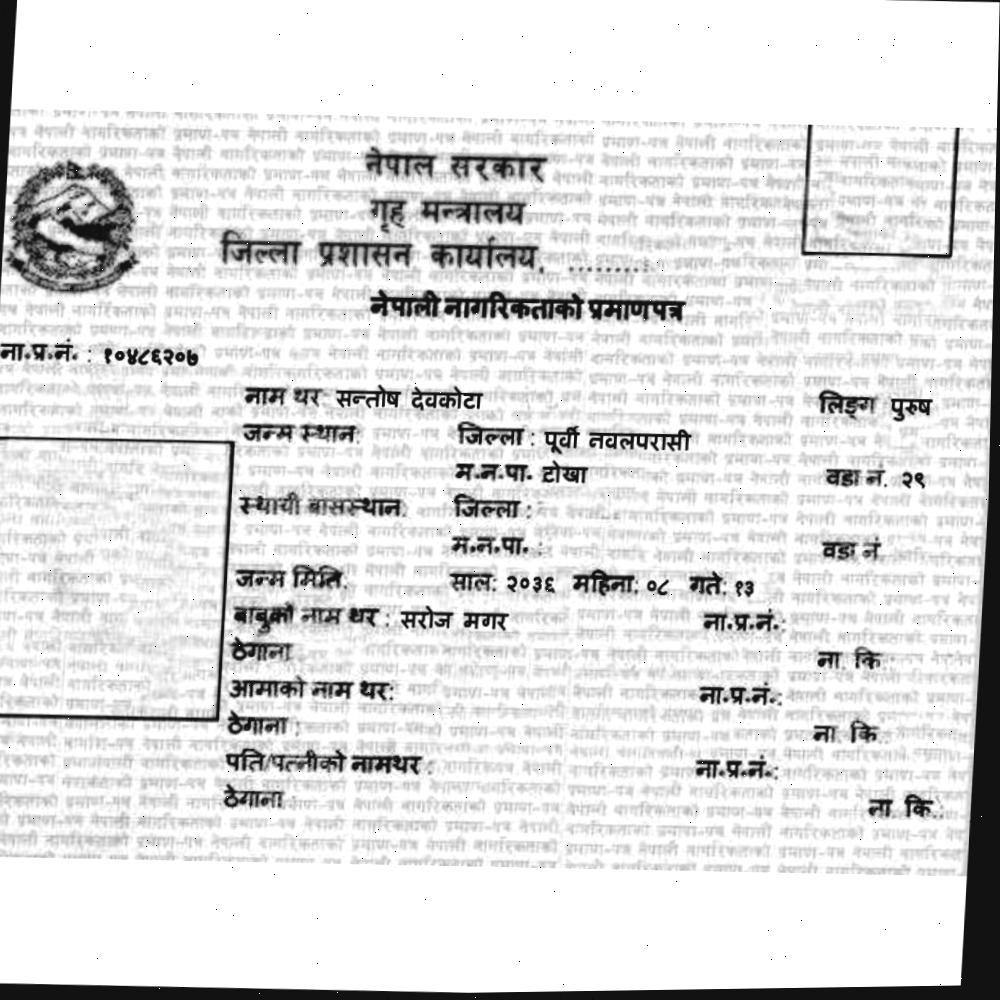 नेपाल सरकार
गृह मन्त्रालय
जिल्ला प्रशासन कार्यालय, .........
नेपाली नागरिकताको प्रमाणपत्र
ना.प्र.नं. : १०४८६२०७
नाम थर: सन्तोष देवकोटा लिङ्ग पुरुष
जन्म स्थान: जिल्ला : पूर्वी नवलपरासी
म.न.पा. टोखा वडा नं. २९
स्थायी बासस्थान: जिल्ला :
म.न.पा. : वडा नं
जन्म मिति: साल: २०३६ महिना: ०८ गते: १३
बाबुको नाम थर : सरोज मगर ना.प्र.नं.:
ठेगाना ना. कि.:
आमाको नाम थर: ना.प्र.नं.:
ठेगाना : ना. कि.
पति/पत्नीको नामथर : ना.प्र.नं.:
ठेगाना ना. कि.: